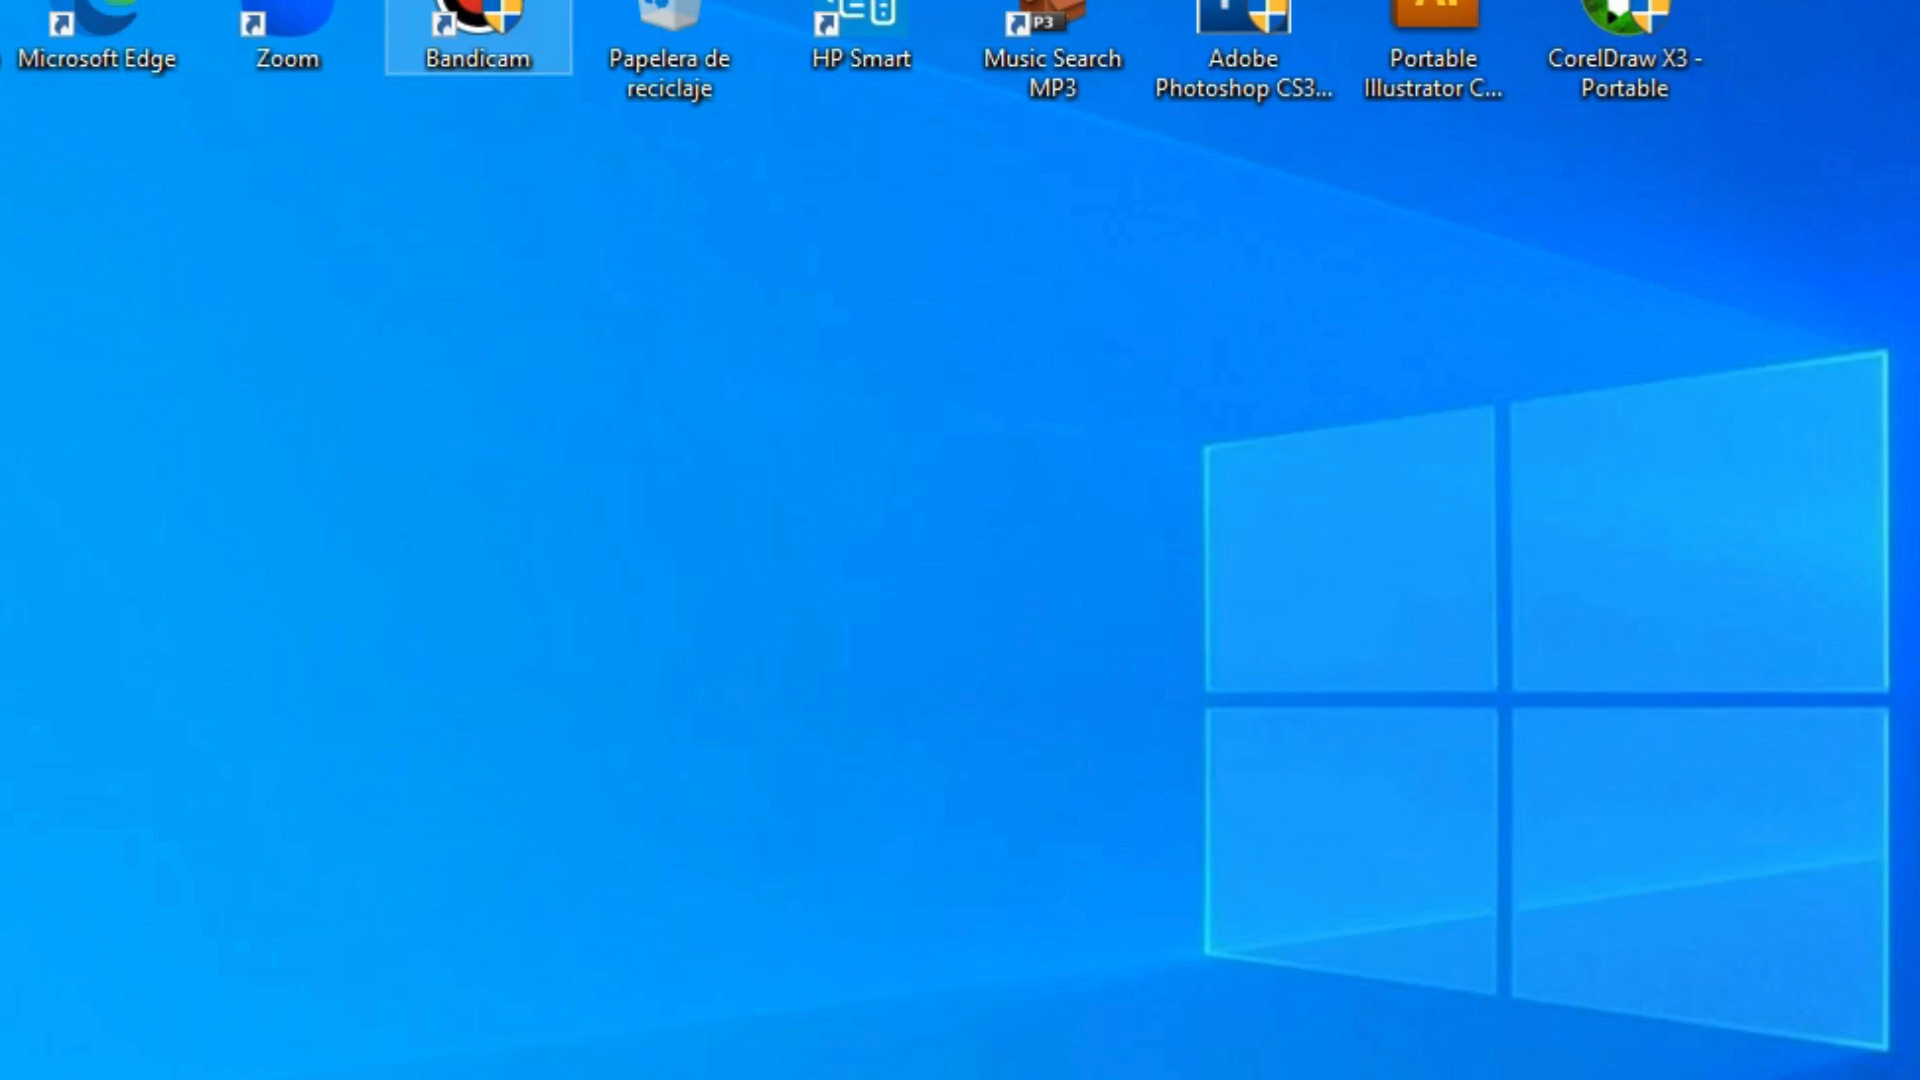 Microsoft Edge
Zoom
Bandicam
Papelera de
reciclaje
HP Smart
Music Search
MP3
Adobe
Photoshop CS3...
Portable
Illustrator C...
CorelDraw X3 -
Portable
P3